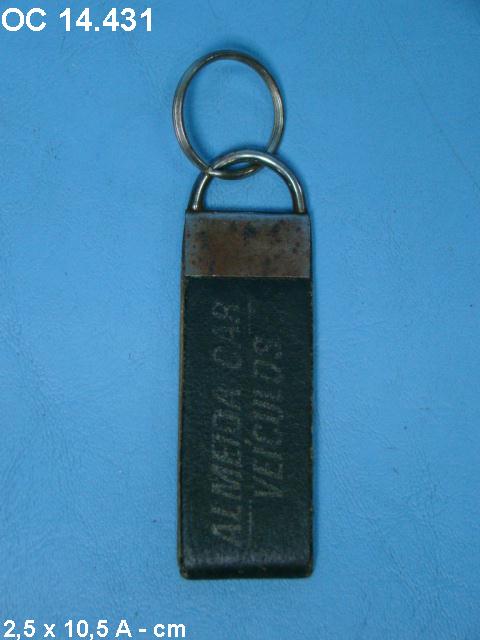 OC 14.431
ALMEIDA CAR
VEÍCULOS
2,5 x 10,5 A - cm